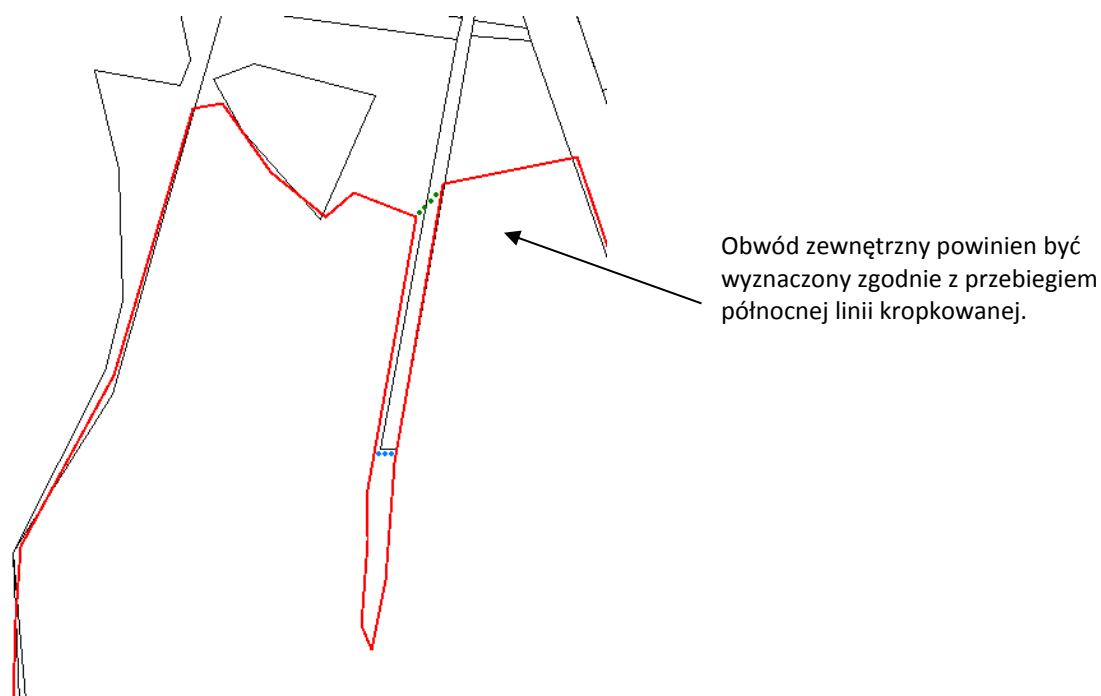 Obwód zewnętrzny powinien być
wyznaczony zgodnie z przebiegiem
północnej linii kropkowanej.